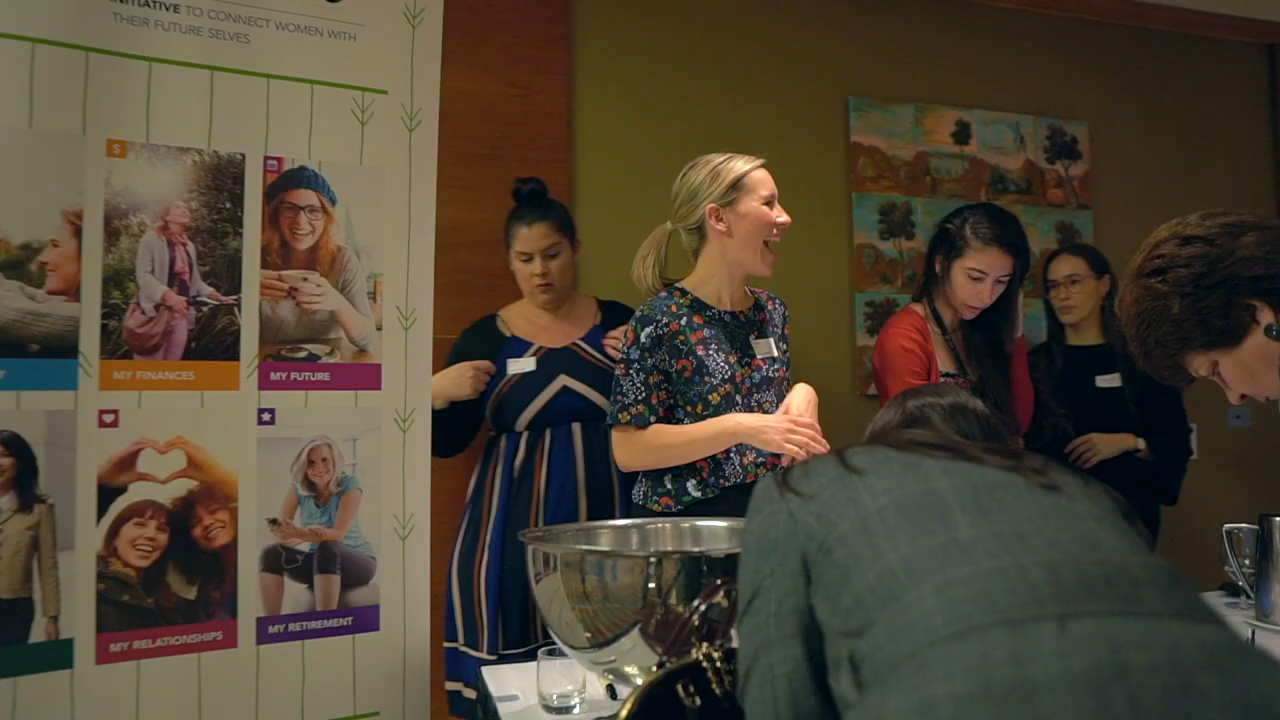 INITIATIVE TO CONNECT WOMEN WITH
THEIR FUTURE SELVES
$
MY FINANCES
MY FUTURE
MY RELATIONSHIPS
MY RETIREMENT